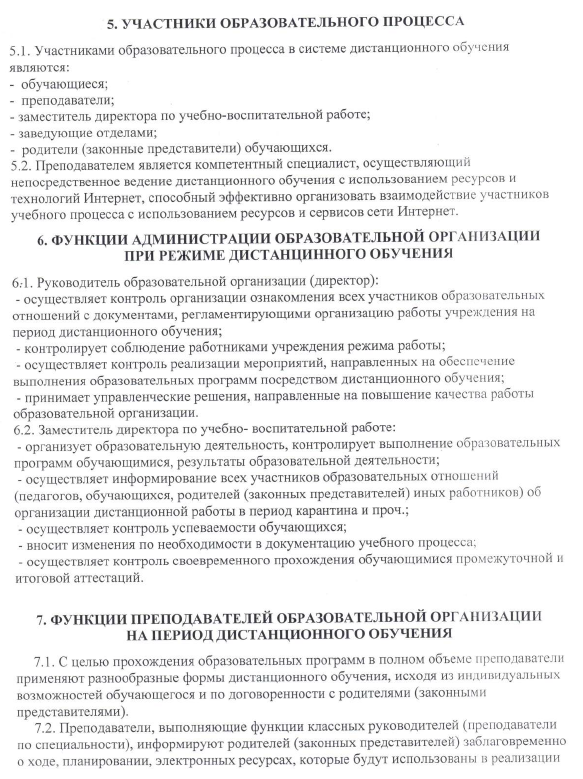 5. УЧАСТНИКИ ОБРАЗОВАТЕЛЬНОГО ПРОЦЕССА
5.1. Участниками образовательного процесса в системе дистанционного обучения
являются:
- обучающиеся;
- преподаватели;
- заместитель директора по учебно-воспитательной работе;
- заведующие отделами;
- родители (законные представители) обучающихся.
5.2. Преподавателем является компетентный специалист, осуществляющий
непосредственное ведение дистанционного обучения с использованием ресурсов и
технологий Интернет, способный эффективно организовать взаимодействие участников
учебного процесса с использованием ресурсов и сервисов сети Интернет.
6. ФУНКЦИИ АДМИНИСТРАЦИИ ОБРАЗОВАТЕЛЬНОЙ ОРГАНИЗАЦИИ
ПРИ РЕЖИМЕ ДИСТАНЦИННОГО ОБУЧЕНИЯ
6.1. Руководитель образовательной организации (директор):
- осуществляет контроль организации ознакомления всех участников образовательных
отношений с документами, регламентирующими организацию работы учреждения на
период дистанционного обучения;
- контролирует соблюдение работниками учреждения режима работы;
- осуществляет контроль реализации мероприятий, направленных на обеспечение
выполнения образовательных программ посредством дистанционного обучения;
- принимает управленческие решения, направленные на повышение качества работы
образовательной организации.
6.2. Заместитель директора по учебно- воспитательной работе:
- организует образовательную деятельность, контролирует выполнение образовательных
программ обучающимися, результаты образовательной деятельности;
- осуществляет информирование всех участников образовательных отношений
(педагогов, обучающихся, родителей (законных представителей) иных работников) об
организации дистанционной работы в период карантина и проч.;
- осуществляет контроль успеваемости обучающихся;
- вносит изменения по необходимости в документацию учебного процесса;
- осуществляет контроль своевременного прохождения обучающимися промежуточной и
итоговой аттестаций.
7. ФУНКЦИИ ПРЕПОДАВАТЕЛЕЙ ОБРАЗОВАТЕЛЬНОЙ ОРГАНИЗАЦИИ
НА ПЕРИОД ДИСТАНЦИОННОГО ОБУЧЕНИЯ
7.1. С целью прохождения образовательных программ в полном объеме преподаватели
применяют разнообразные формы дистанционного обучения, исходя из индивидуальных
возможностей обучающегося и по договоренности с родителями (законными
представителями).
7.2. Преподаватели, выполняющие функции классных руководителей (преподаватели
по специальности), информируют родителей (законных представителей) заблаговременно
о ходе, планировании, электронных ресурсах, которые будут использованы в реализации